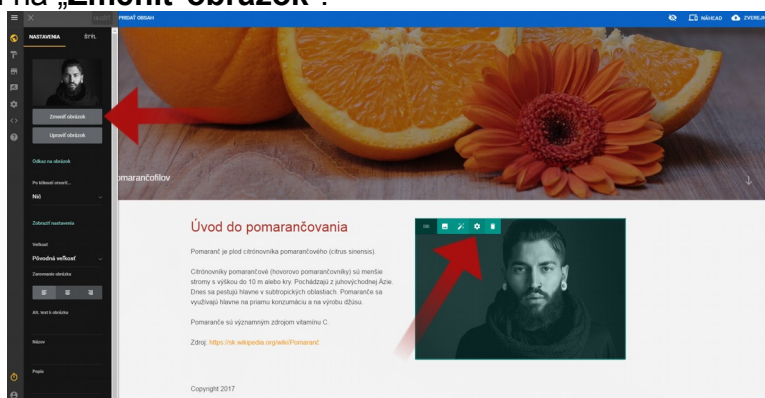 na „Zmeniť obrázok“.
PRIDAŤ OBSAH
NÁHĽAD
ZVEREJN
NASTAVENIA
ŠTÝL
Zmeniť obrázok
Upraviť obrázok
Odkaz na obrázok
Po kliknutí otvoriť...
Nič
Zobraziť nastavenia
Veľkosť
Pôvodná veľkosť
Zarovnanie obrázka
Alt. text k obrázku
Názov
Popis
omarančofilov
Úvod do pomarančovania
Pomaranč je plod citrónovníka pomarančového (citrus sinensis).
Citrónovníky pomarančové (hovorovo pomarančovníky) sú menšie
stromy s výškou do 10 m alebo kry. Pochádzajú z juhovýchodnej Ázie.
Dnes sa pestujú hlavne v subtropických oblastiach. Pomaranče sa
využívajú hlavne na priamu konzumáciu a na výrobu džúsu.
Pomaranče sú významným zdrojom vitamínu C.
Zdroj: https://sk.wikipedia.org/wiki/Pomaranč
Copyright 2017